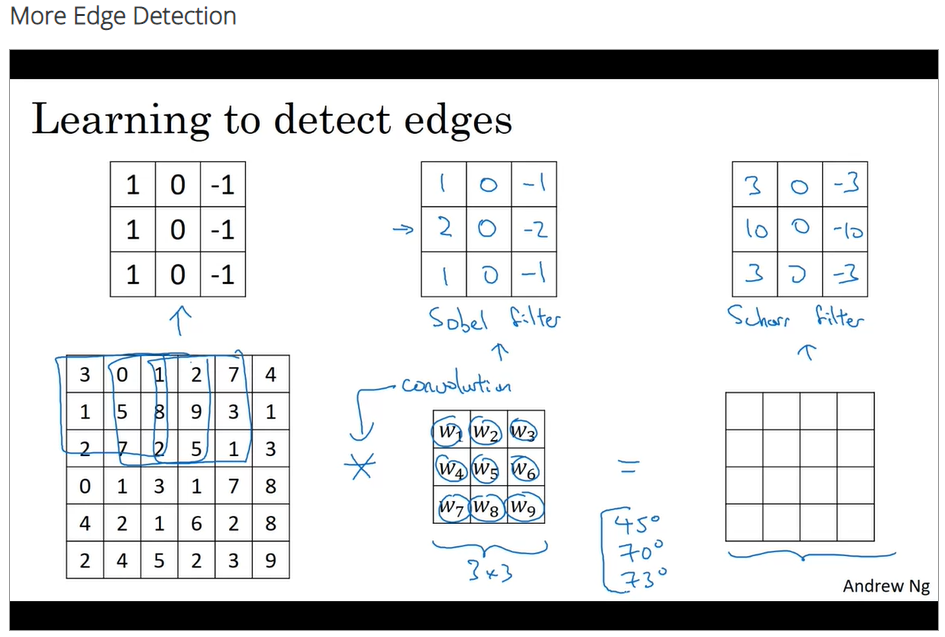 More Edge Detection
Learning to detect edges
1 0 -1
1 0 -1
1 0 -1
1 0 -1
→ 2 0 -2
1 0 -1
Sobel filter
3 0 -3
10 0 -10
3 0 -3
Scharr filter
3 0 1 2 7 4
1 5 8 9 3 1
2 7 2 5 1 3
0 1 3 1 7 8
4 2 1 6 2 8
2 4 5 2 3 9
convolution
*
w1 w2 w3
w4 w5 w6
w7 w8 w9
3×3
=
45°
70°
73°
Andrew Ng